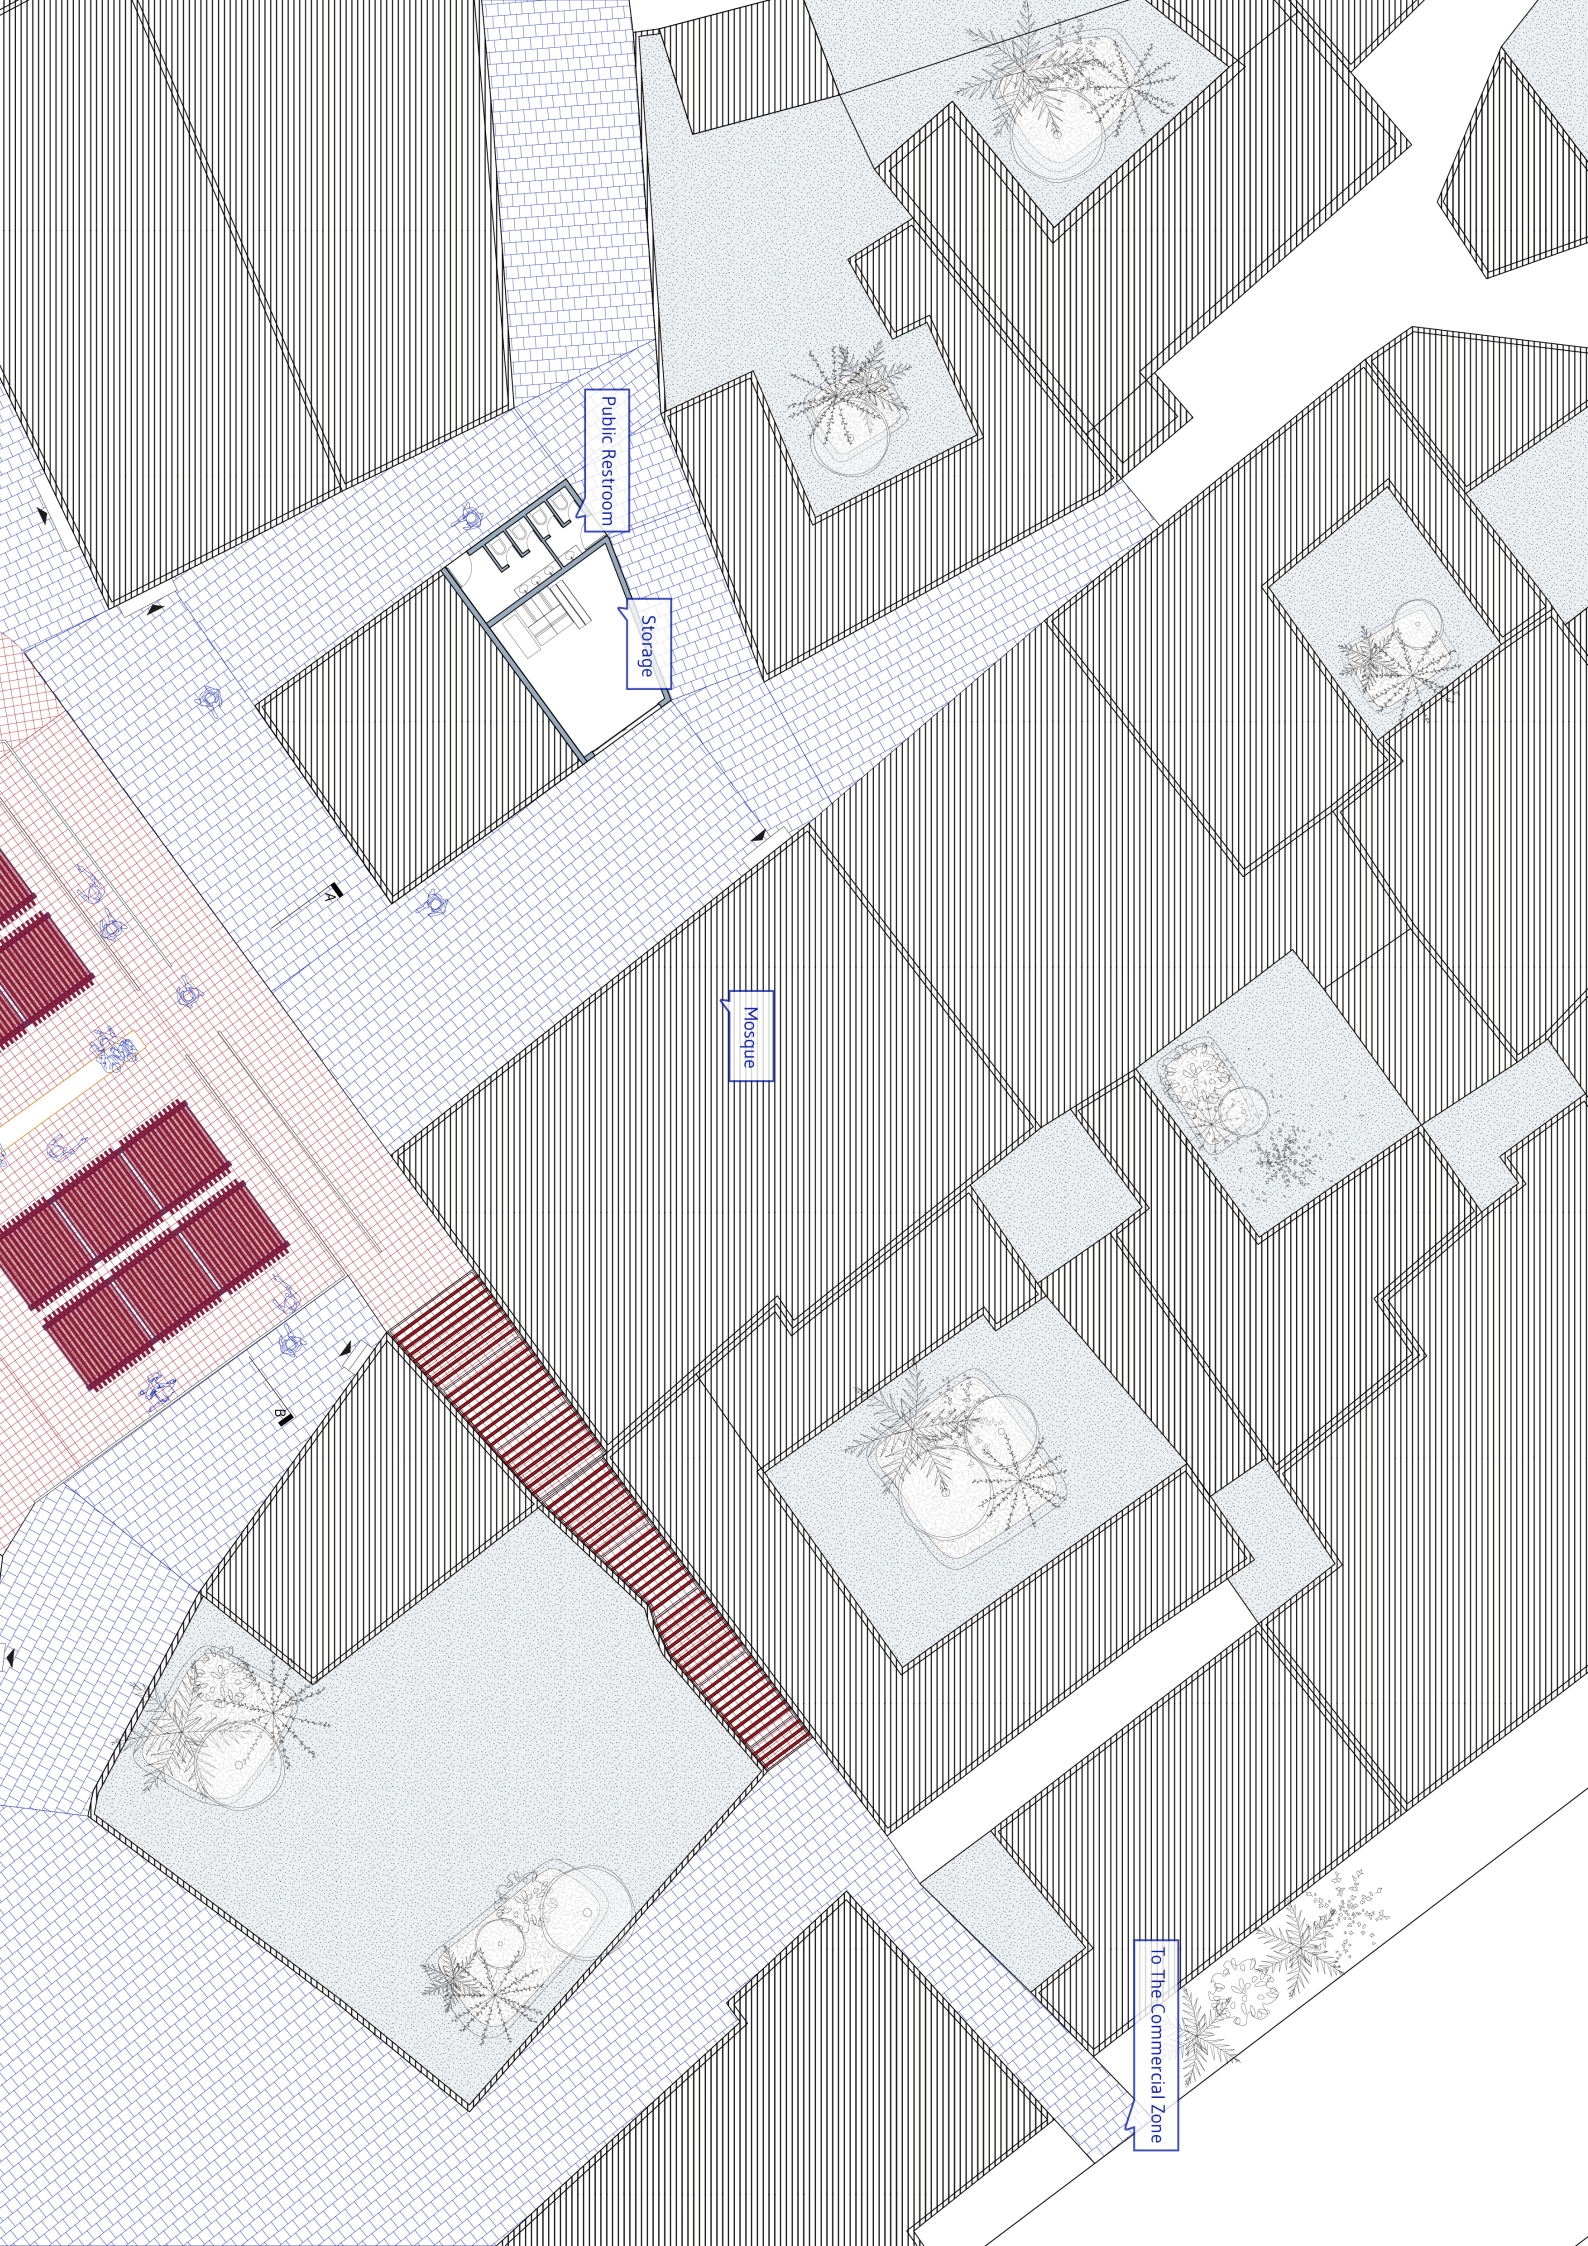 Public Restroom
Storage
A
Mosque
B
To The Commercial Zone